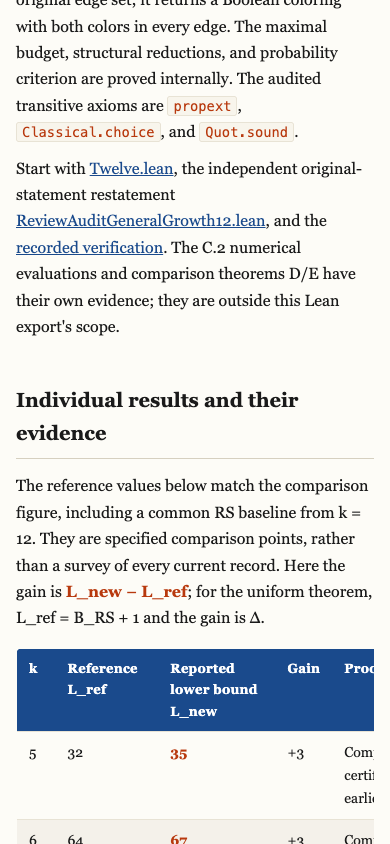 original edge set, it returns a Boolean coloring
with both colors in every edge. The maximal
budget, structural reductions, and probability
criterion are proved internally. The audited
transitive axioms are propext,
Classical.choice, and Quot.sound.
Start with Twelve.lean, the independent original-
statement restatement
ReviewAuditGeneralGrowth12.lean, and the
recorded verification. The C.2 numerical
evaluations and comparison theorems D/E have
their own evidence; they are outside this Lean
export's scope.
Individual results and their
evidence
The reference values below match the comparison
figure, including a common RS baseline from k =
12. They are specified comparison points, rather
than a survey of every current record. Here the
gain is L_new − L_ref; for the uniform theorem,
L_ref = B_RS + 1 and the gain is Δ.
k Reference L_ref Reported lower bound L_new Gain
5 32 35 +3
6 64 67 +3